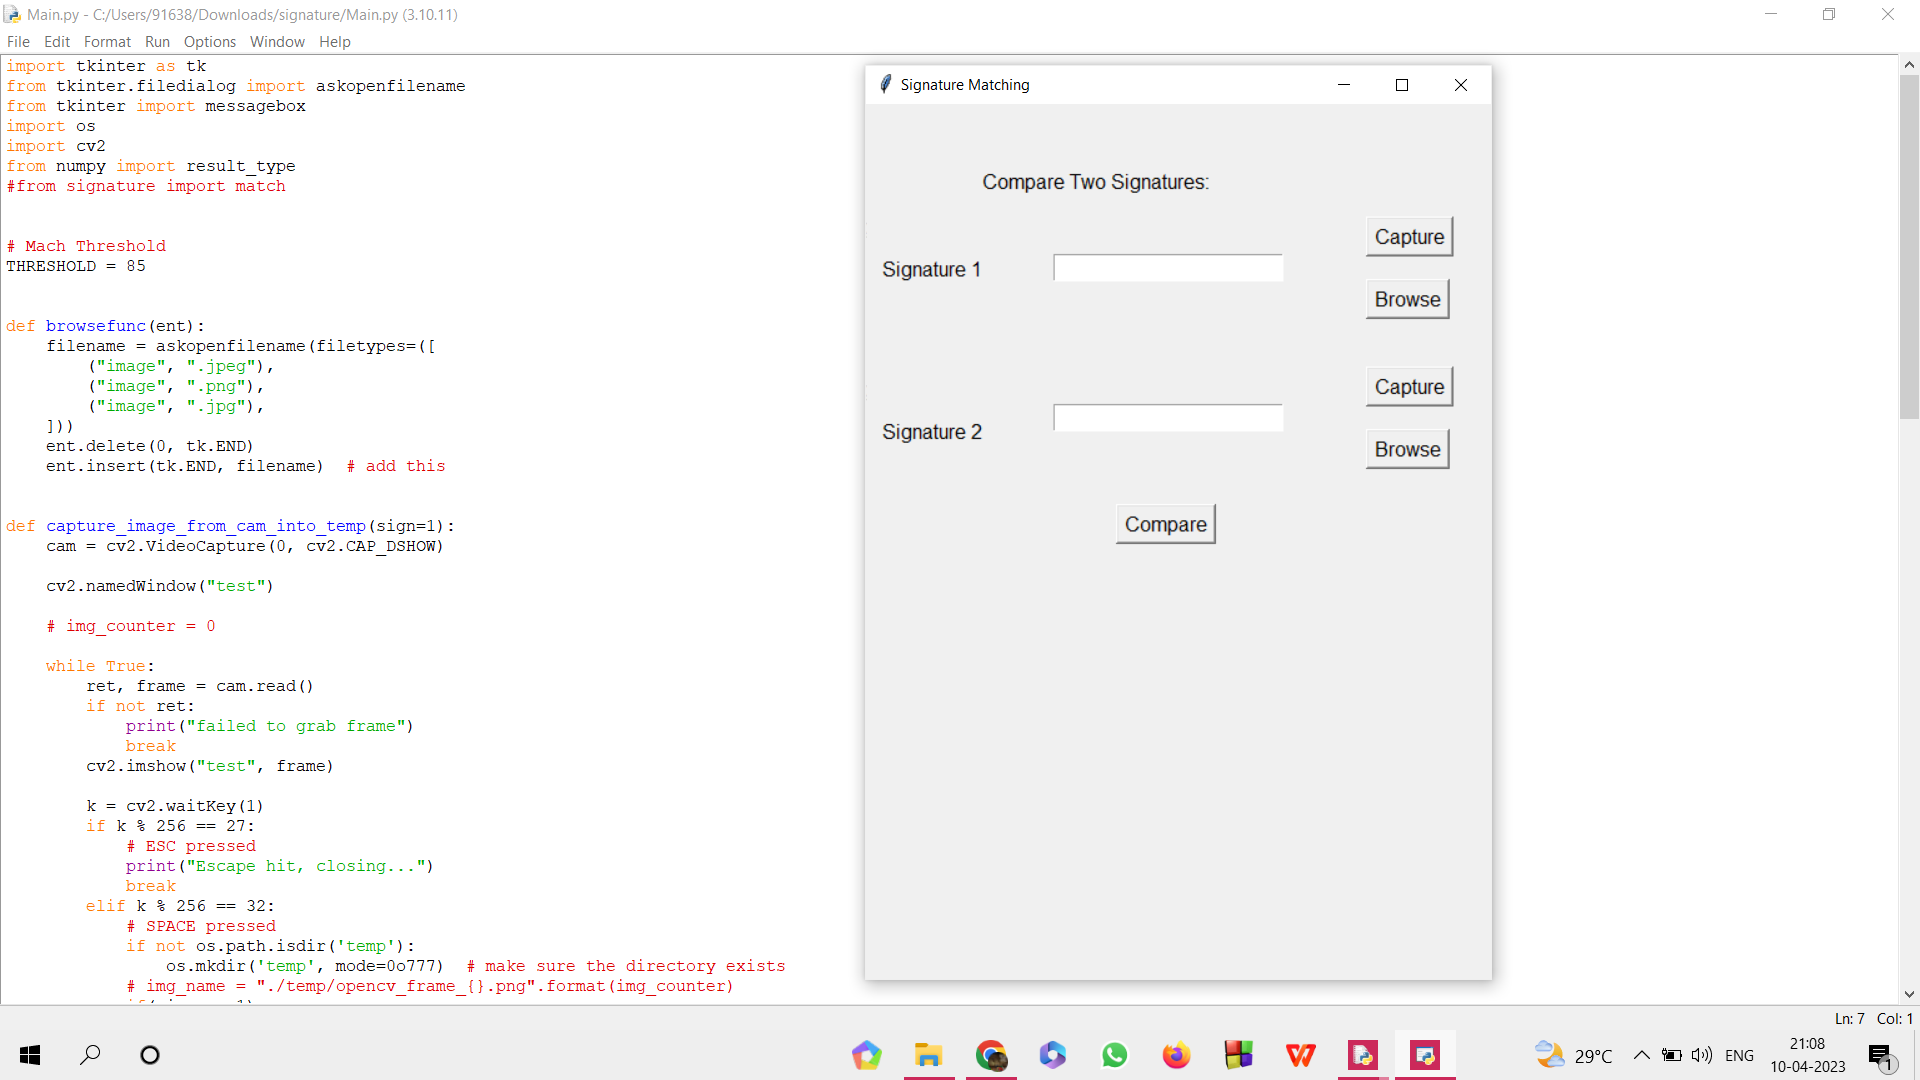 Main.py - C:/Users/91638/Downloads/signature/Main.py (3.10.11)
File Edit Format Run Options Window Help
import tkinter as tk
from tkinter.filedialog import askopenfilename
from tkinter import messagebox
import os
import cv2
from numpy import result_type
#from signature import match
# Mach Threshold
THRESHOLD = 85
def browsefunc(ent):
    filename = askopenfilename(filetypes=([
        ("image", ".jpeg"),
        ("image", ".png"),
        ("image", ".jpg"),
    ]))
    ent.delete(0, tk.END)
    ent.insert(tk.END, filename)  # add this
def capture_image_from_cam_into_temp(sign=1):
    cam = cv2.VideoCapture(0, cv2.CAP_DSHOW)
    cv2.namedWindow("test")
    # img_counter = 0
    while True:
        ret, frame = cam.read()
        if not ret:
            print("failed to grab frame")
            break
        cv2.imshow("test", frame)
        k = cv2.waitKey(1)
        if k % 256 == 27:
            # ESC pressed
            print("Escape hit, closing...")
            break
        elif k % 256 == 32:
            # SPACE pressed
            if not os.path.isdir('temp'):
                os.mkdir('temp', mode=0o777)  # make sure the directory exists
            # img_name = "./temp/opencv_frame_{}.png".format(img_counter)
Signature Matching
Compare Two Signatures:
Capture
Signature 1
Browse
Capture
Signature 2
Browse
Compare
Ln: 7 Col: 1
29°C
ENG
21:08
10-04-2023
1